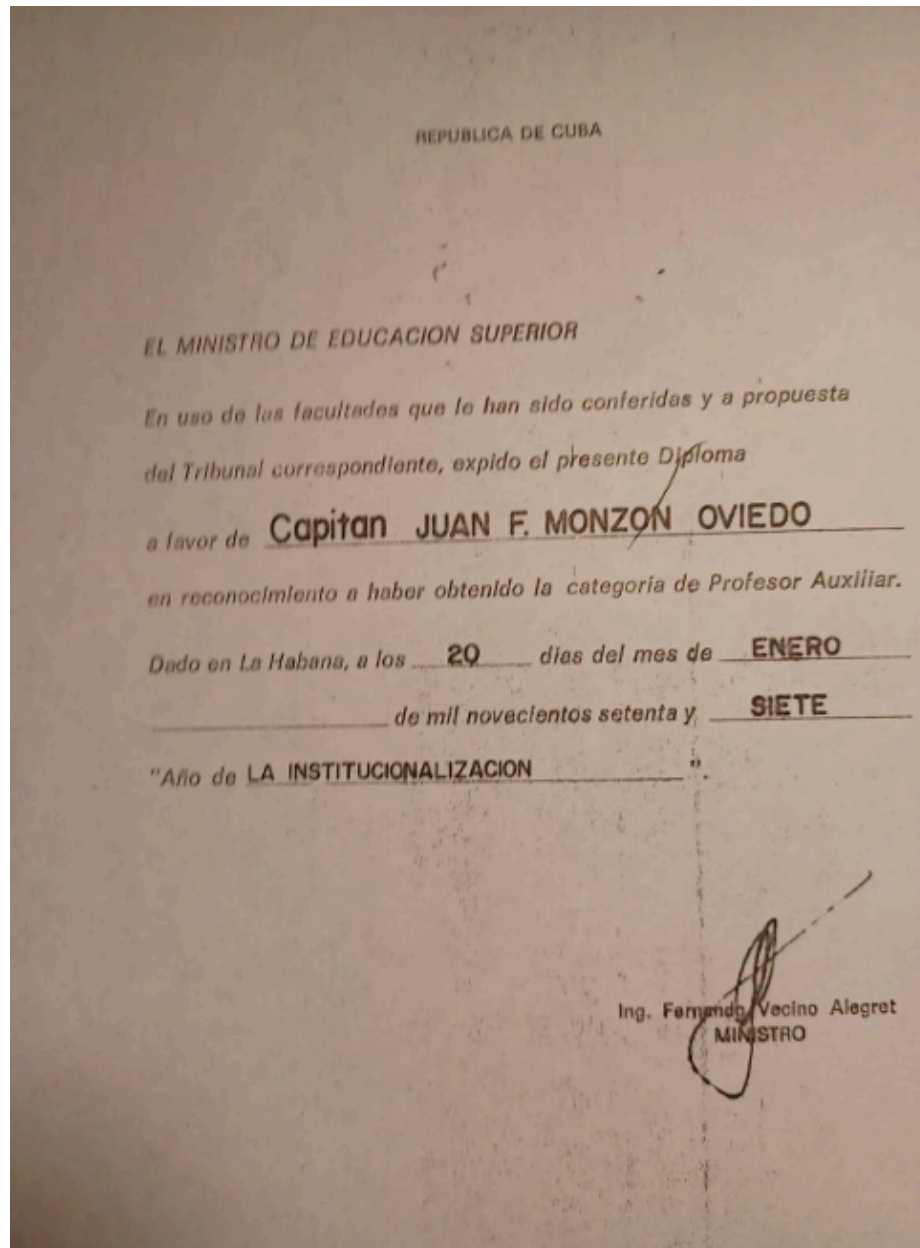 REPUBLICA DE CUBA
EL MINISTRO DE EDUCACION SUPERIOR
En uso de las facultades que le han sido conferidas y a propuesta
del Tribunal correspondiente, expido el presente Diploma
a favor de Capitan JUAN F. MONZON OVIEDO
en reconocimiento a haber obtenido la categoría de Profesor Auxiliar.
Dado en La Habana, a los 20 días del mes de ENERO
de mil novecientos setenta y SIETE
"Año de LA INSTITUCIONALIZACION".
Ing. Fernando Vecino Alegret
MINISTRO